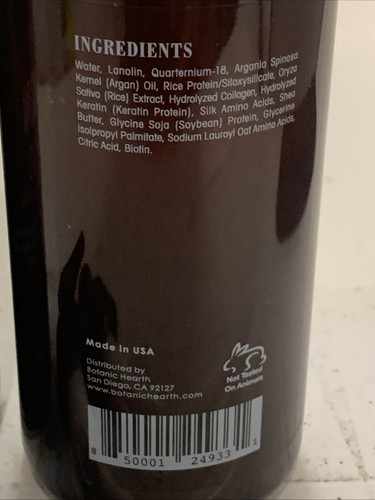 INGREDIENTS
Water, Lanolin, Quarternium-18, Argania Spinosa
Kernel (Argan) Oil, Rice Protein/Siloxysilicate, Oryza
Sativa (Rice) Extract, Hydrolyzed Collagen, Hydrolyzed
Keratin (Keratin Protein), Silk Amino Acids, Shea
Butter, Glycine Soja (Soybean) Protein, Glycerine
Isolpropyl Palmitate, Sodium Lauroyl Oat Amino Acids,
Citric Acid, Biotin.
Made in USA
Distributed by
Botanic Hearth
San Diego, CA 92127
www.botanichearth.com
Not Tested
On Animals
8 50001 24933 1